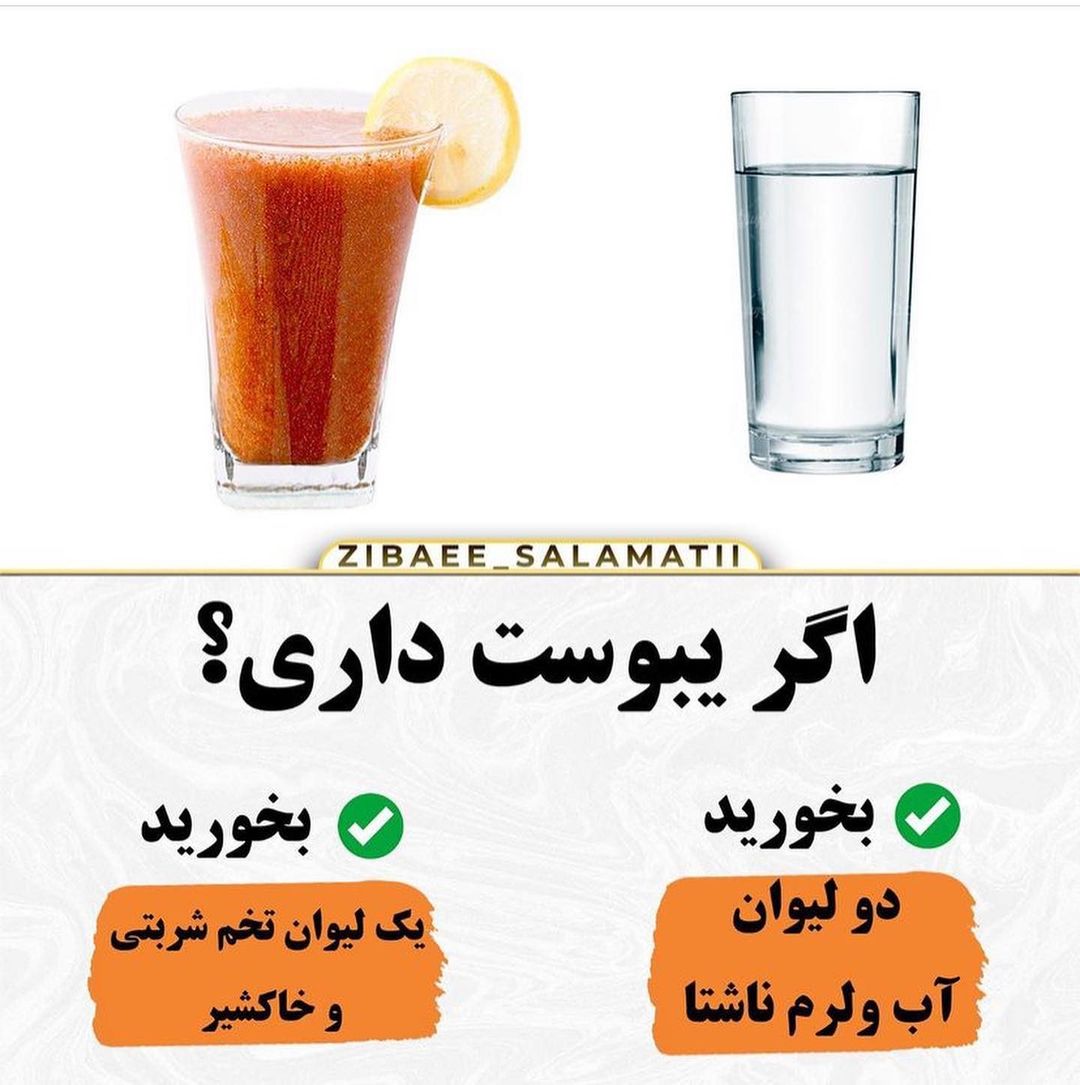 ZIBAEE_SALAMATII
اگر یبوست داری؟
بخورید
دو لیوان
آب ولرم ناشتا
بخورید
یک لیوان تخم شربتی
و خاکشیر